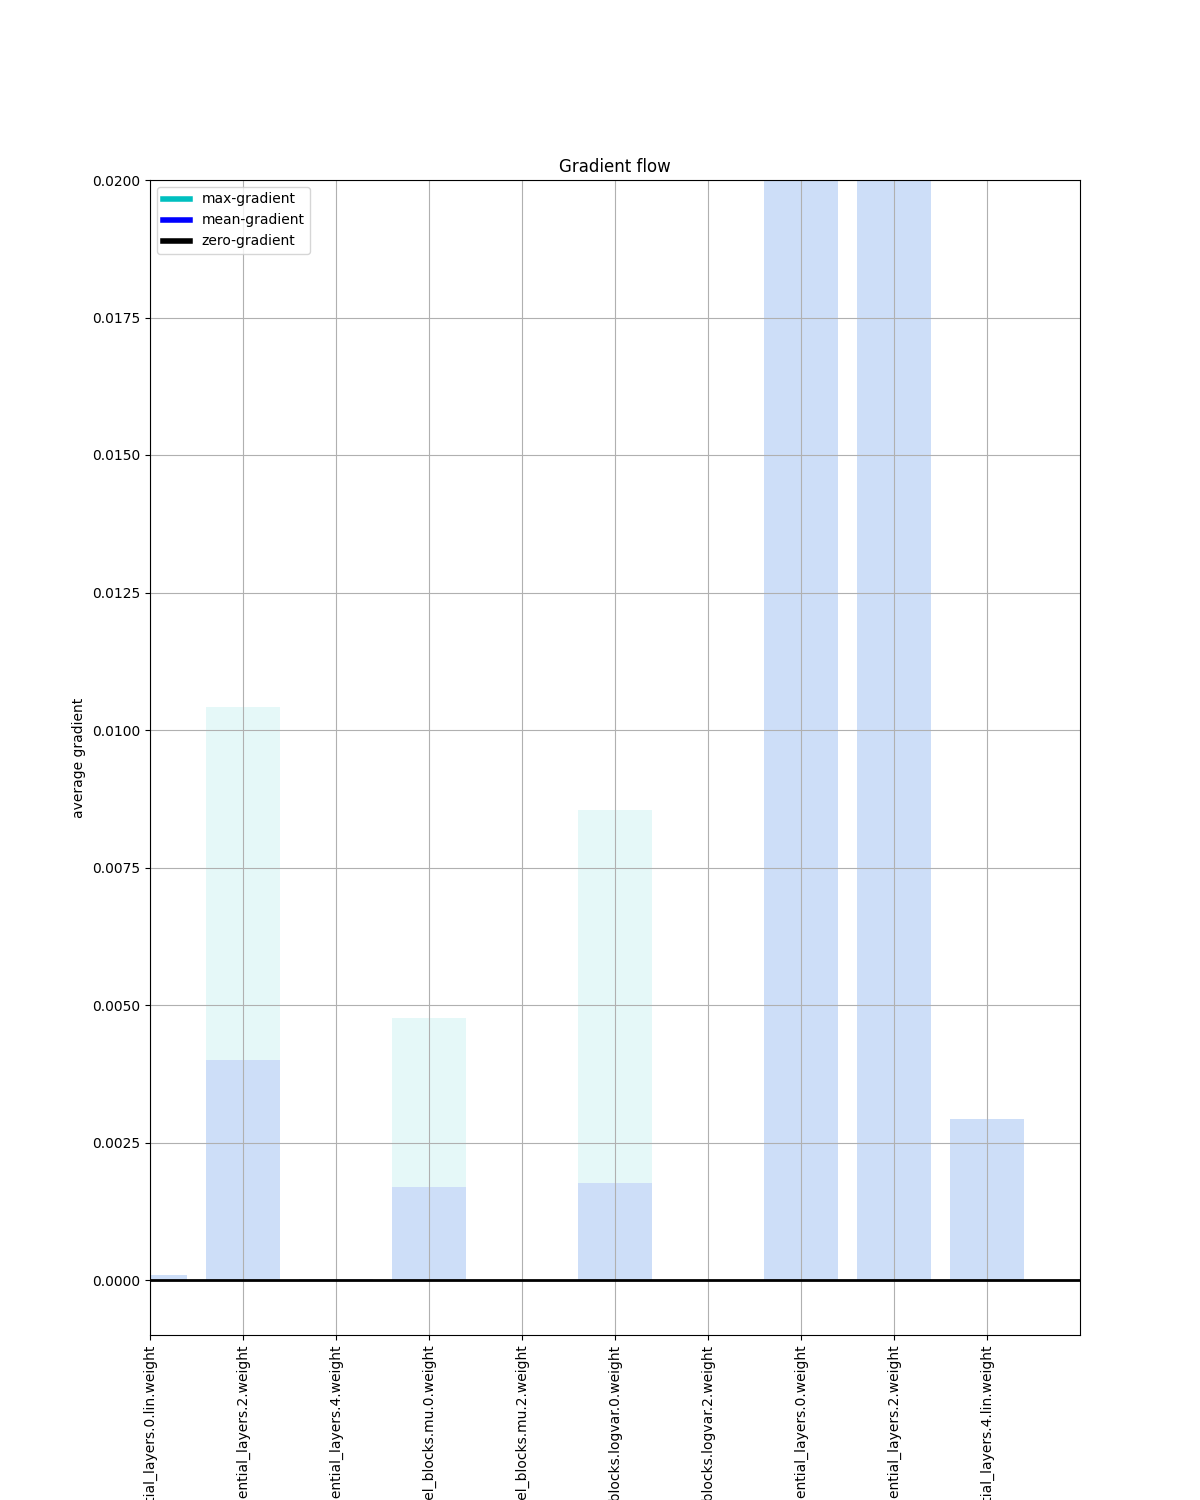 Gradient flow
max-gradient
mean-gradient
zero-gradient
0.0200
0.0175
0.0150
0.0125
0.0100
0.0075
0.0050
0.0025
0.0000
average gradient
tial_layers.0.lin.weight
ential_layers.2.weight
ential_layers.4.weight
el_blocks.mu.0.weight
el_blocks.mu.2.weight
blocks.logvar.0.weight
blocks.logvar.2.weight
ential_layers.0.weight
ential_layers.2.weight
tial_layers.4.lin.weight